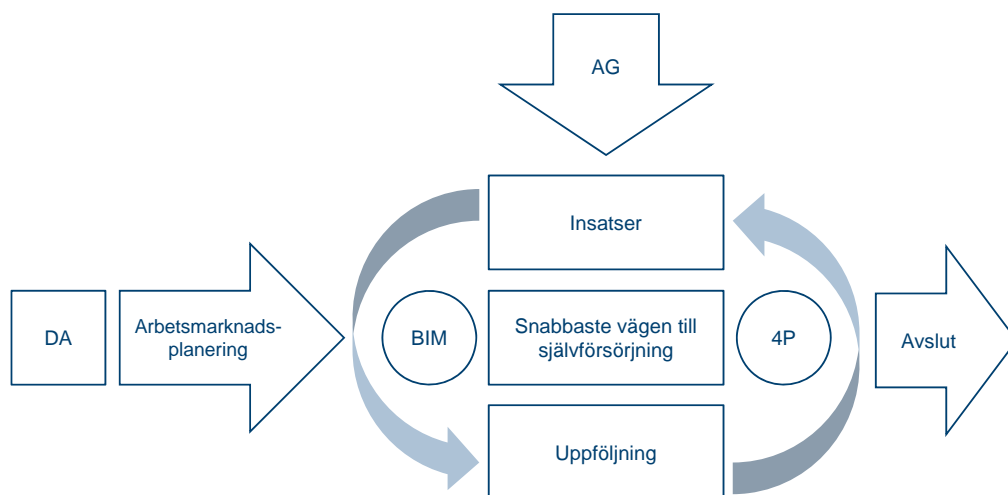 AG
Insatser
DA
Arbetsmarknads-
planering
BIM
Snabbaste vägen till
självförsörjning
4P
Avslut
Uppföljning